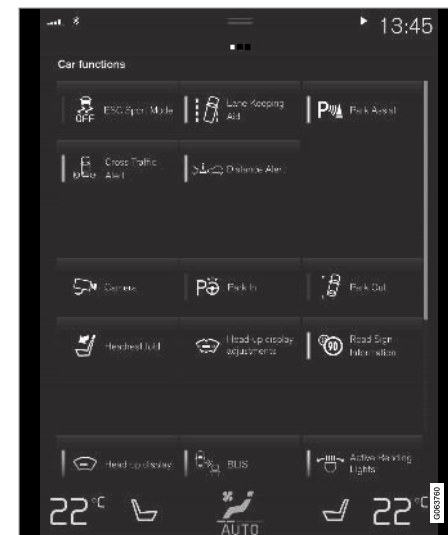 13:45
Car functions
OFF
ESC Sport Mode
Lane Keeping
Aid
P
Park Assist
Cross Traffic
Alert
Distance Alert
Camera
P
Park In
Park Out
Headrest fold
Head-up display
adjustments
90
Road Sign
Information
Head up display
BLIS
Active Bending
Lights
22°C
AUTO
22°C
G063760